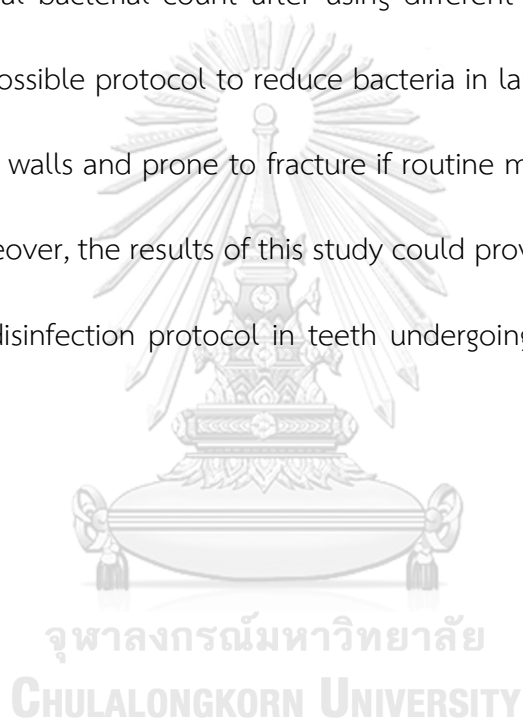 al bacterial count after using different
ossible protocol to reduce bacteria in la
walls and prone to fracture if routine m
eover, the results of this study could prov
disinfection protocol in teeth undergoing
จุฬาลงกรณ์มหาวิทยาลัย
CHULALONGKORN UNIVERSITY